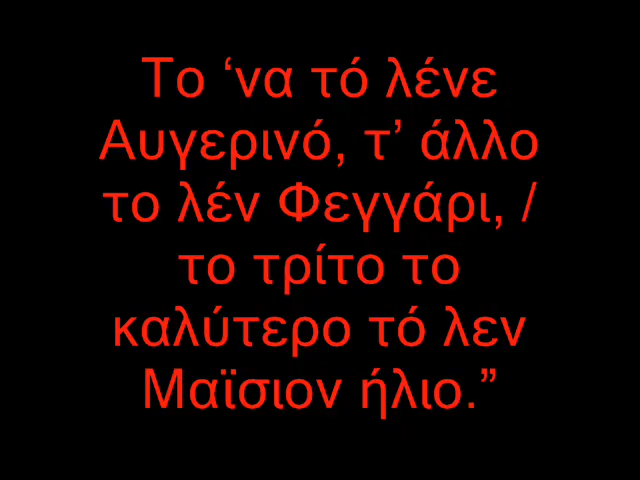 Το ‘να τό λένε
Αυγερινό, τ’ άλλο
το λέν Φεγγάρι, /
το τρίτο το
καλύτερο τό λεν
Μαϊσιον ήλιο.”